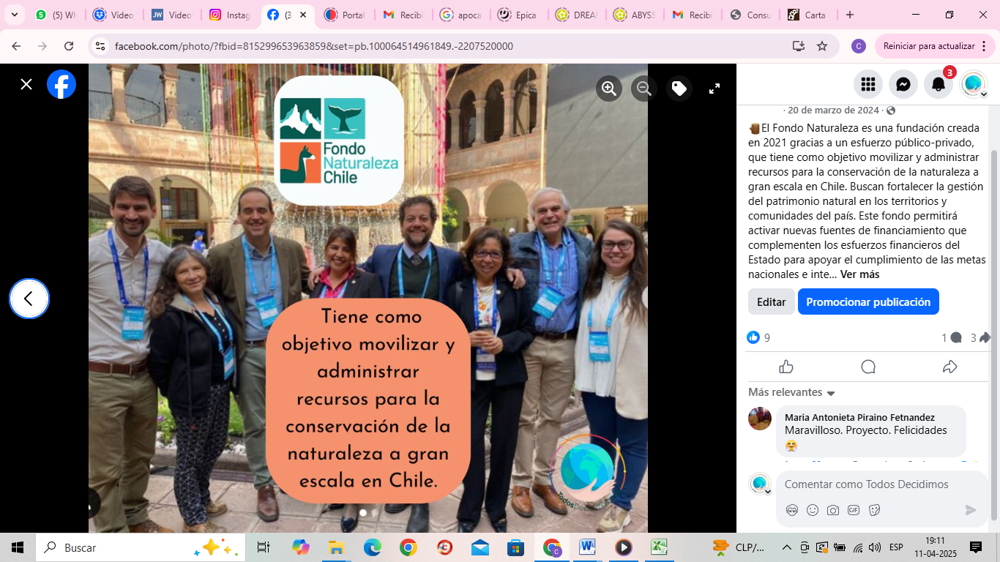 (5) Wh
Video
Video
Instag
(3
Portal
Recibi
apoca
Epica
DREA
ABYSS
Recibi
Consu
Carta
facebook.com/photo/?fbid=815299653963859&set=pb.100064514961849.-2207520000
C
Reiniciar para actualizar
3
Fondo
Naturaleza
Chile
Tiene como
objetivo movilizar y
administrar
recursos para la
conservación de la
naturaleza a gran
escala en Chile.
· 20 de marzo de 2024 ·
El Fondo Naturaleza es una fundación creada
en 2021 gracias a un esfuerzo público-privado,
que tiene como objetivo movilizar y administrar
recursos para la conservación de la naturaleza a
gran escala en Chile. Buscan fortalecer la gestión
del patrimonio natural en los territorios y
comunidades del país. Este fondo permitirá
activar nuevas fuentes de financiamiento que
complementen los esfuerzos financieros del
Estado para apoyar el cumplimiento de las metas
nacionales e inte... Ver más
Editar
Promocionar publicación
9
1
3
Más relevantes
Maria Antonieta Piraino Fetnandez
Maravilloso. Proyecto. Felicidades
Comentar como Todos Decidimos
GIF
Buscar
CLP/...
ESP
19:11
11-04-2025